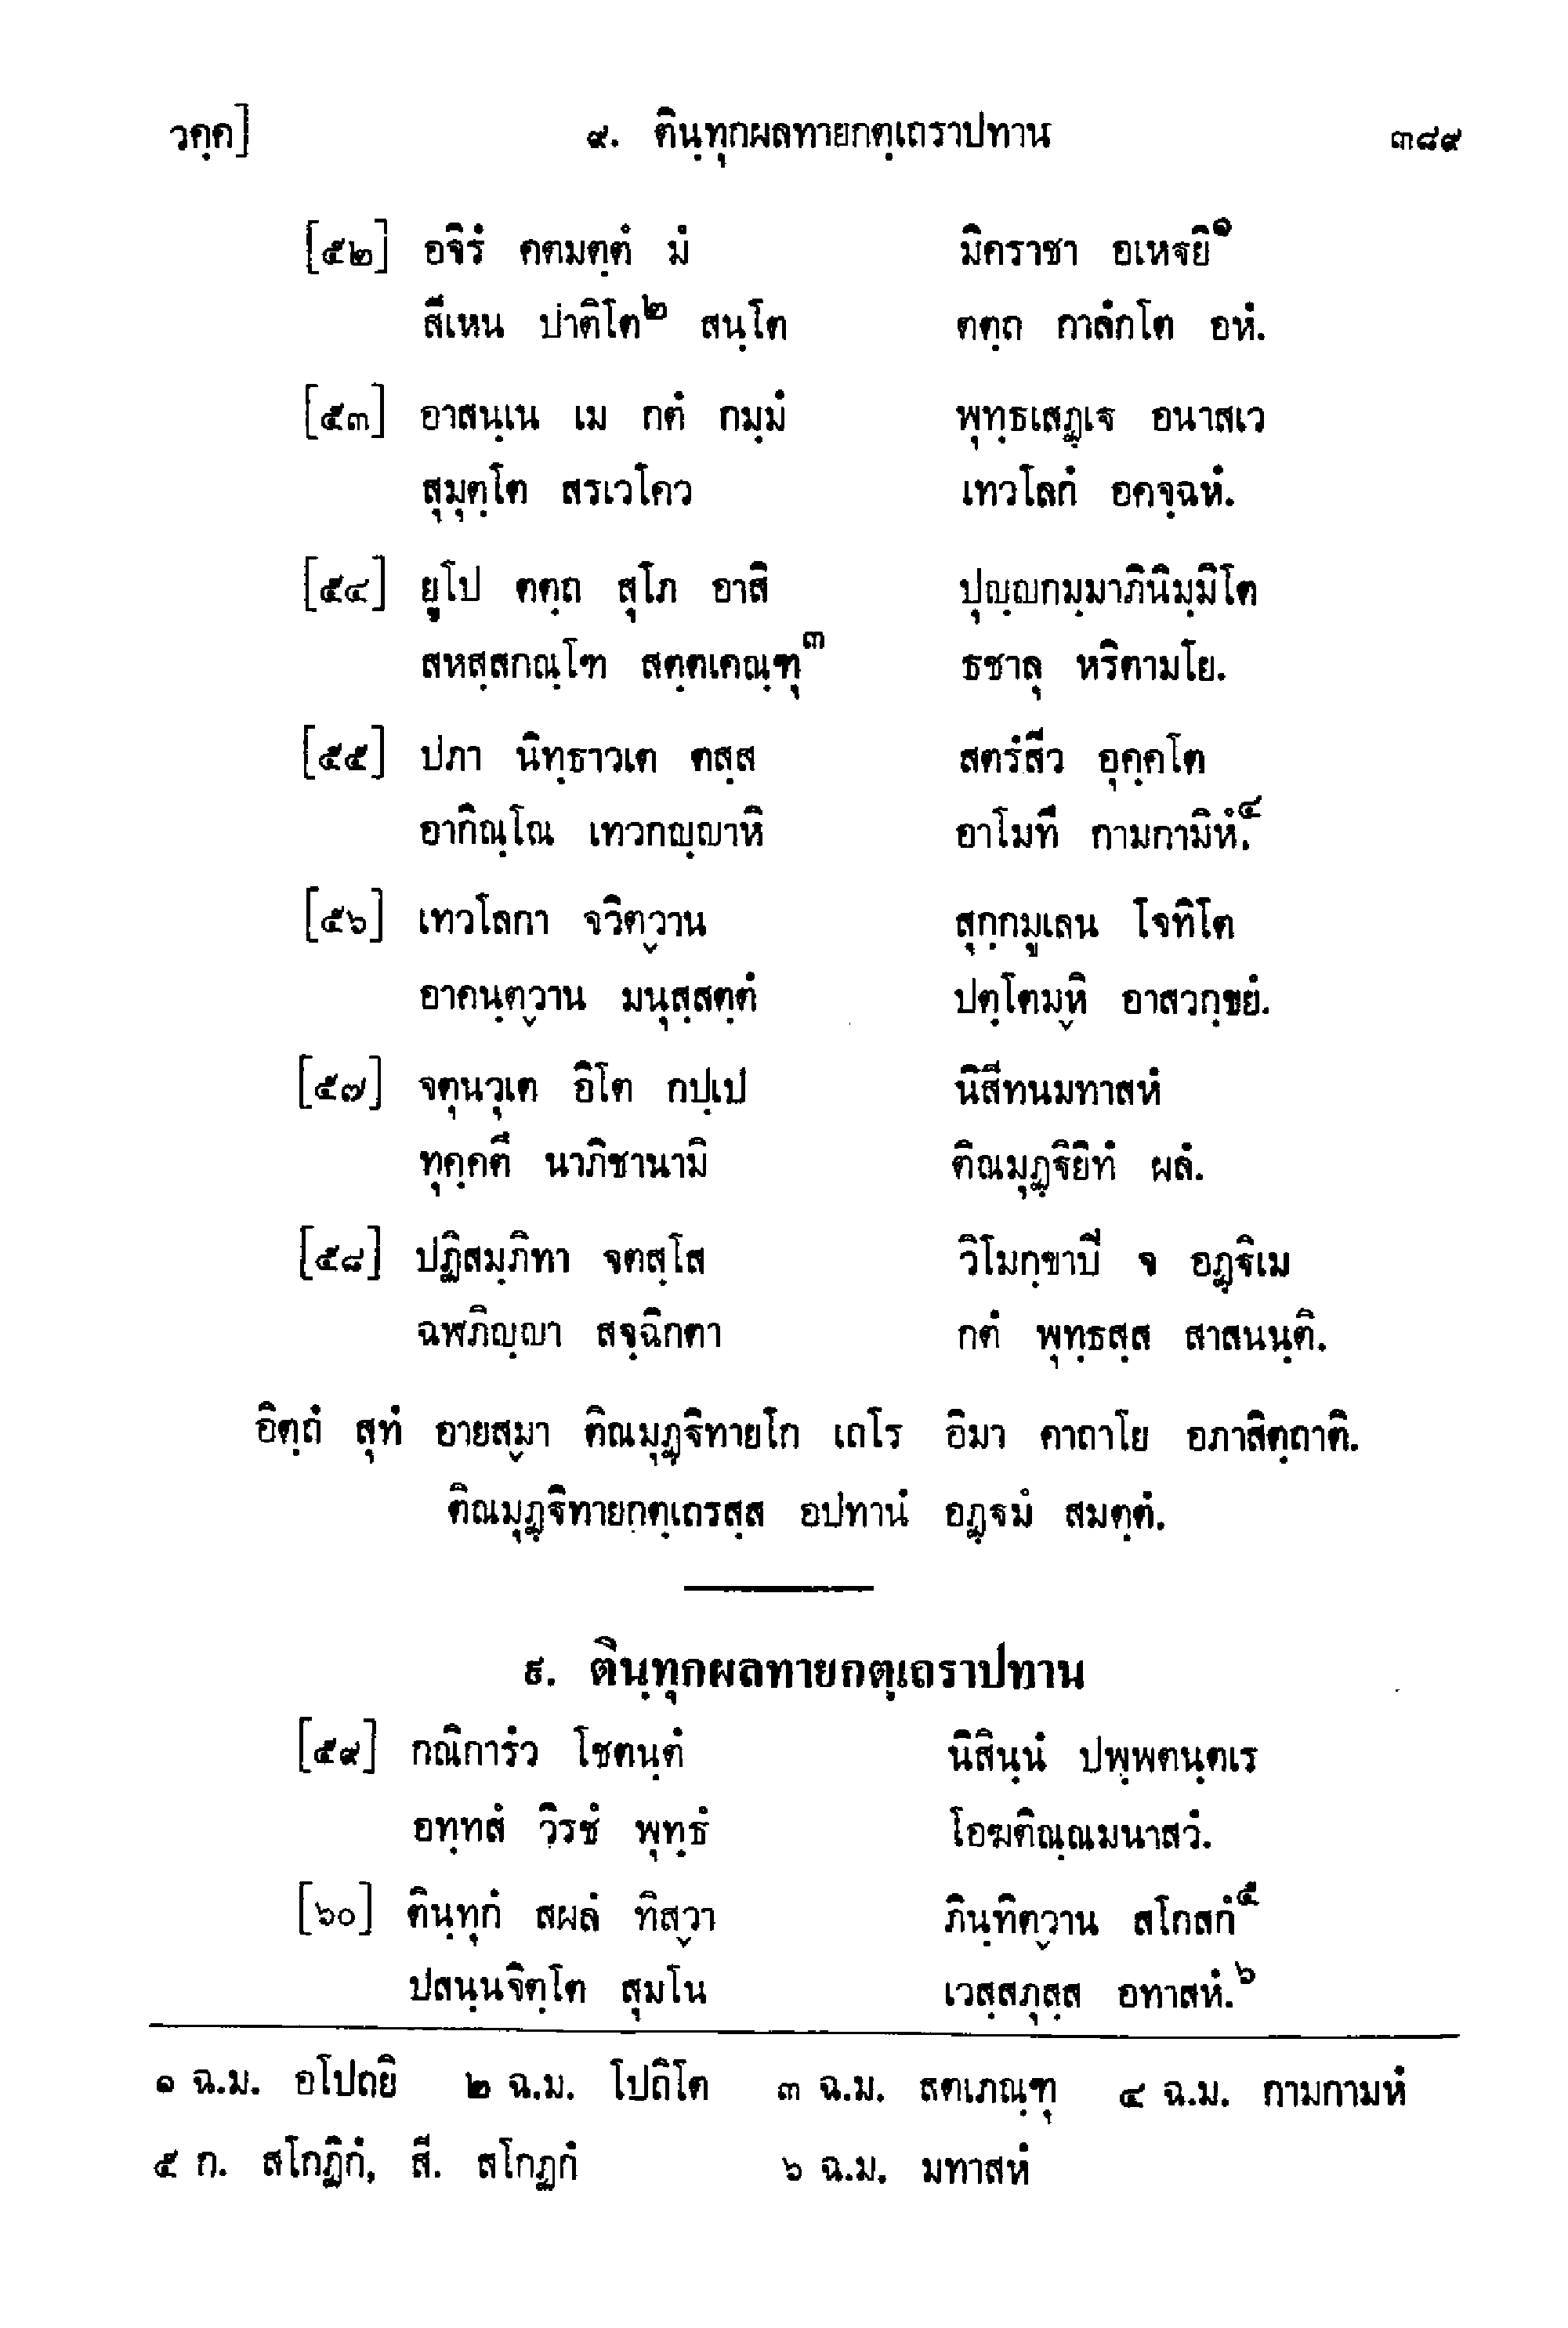 วคฺค] ๙. ตินฺทุกผลทายกตฺเถราปทาน ๓๘๙
[๕๒] อจิรํ คตมตฺตํ มํ มิคราชา อเหฐยิ๑
สีเหน ปาติโต๒ สนฺโต ตตฺถ กาลํกโต อหํ.
[๕๓] อาสนฺเน เม กตํ กมฺมํ พุทฺธเสฏฺเฐ อนาสเว
สุมุตฺโต สรเวโคว เทวโลกํ อคจฺฉหํ.
[๕๔] ยูโป ตตฺถ สุโภ อาสิ ปุญฺญกมฺมาภินิมฺมิโต
สหสฺสกณฺโฑ สตฺตเคณฺฑุ๓ ธชาลุ หริตามโย.
[๕๕] ปภา นิทฺธาวเต ตสฺส สตรํสีว อุคฺคโต
อากิณฺโณ เทวกญฺญาหิ อาโมทึ กามกามิหํ.๔
[๕๖] เทวโลกา จวิตฺวาน สุกฺกมูเลน โจทิโต
อาคนฺตฺวาน มนุสฺสตฺตํ ปตฺโตมฺหิ อาสวกฺขยํ.
[๕๗] จตุนวุเต อิโต กปฺเป นิสีทนมทาสหํ
ทุคฺคตึ นาภิชานามิ ติณมุฏฺฐิยิทํ ผลํ.
[๕๘] ปฏิสมฺภิทา จตสฺโส วิโมกฺขาปิ จ อฏฺฐิเม
ฉฬภิญฺญา สจฺฉิกตา กตํ พุทฺธสฺส สาสนนฺติ.
อิตฺถํ สุทํ อายสฺมา ติณมุฏฺฐิทายโก เถโร อิมา คาถาโย อภาสิตฺถาติ.
ติณมุฏฺฐิทายกตฺเถรสฺส อปทานํ อฏฺฐมํ สมตฺตํ.
๙. ตินฺทุกผลทายกตฺเถราปทาน
[๕๙] กณิการํว โชตนฺตํ นิสินฺนํ ปพฺพตนฺตเร
อทฺทสํ วิรชํ พุทฺธํ โอฆติณฺณมนาสวํ.
[๖๐] ตินฺทุกํ สผลํ ทิสฺวา ภินฺทิตฺวาน สโกสกํ๕
ปสนฺนจิตฺโต สุมโน เวสฺสภุสฺส อทาสหํ.๖
๑ ฉ.ม. อโปถยิ ๒ ฉ.ม. โปถิโต ๓ ฉ.ม. สตเภณฺฑุ ๔ ฉ.ม. กามกามหํ
๕ ก. สโกฏิกํ, สี. สโกฏกํ ๖ ฉ.ม. มทาสหํ